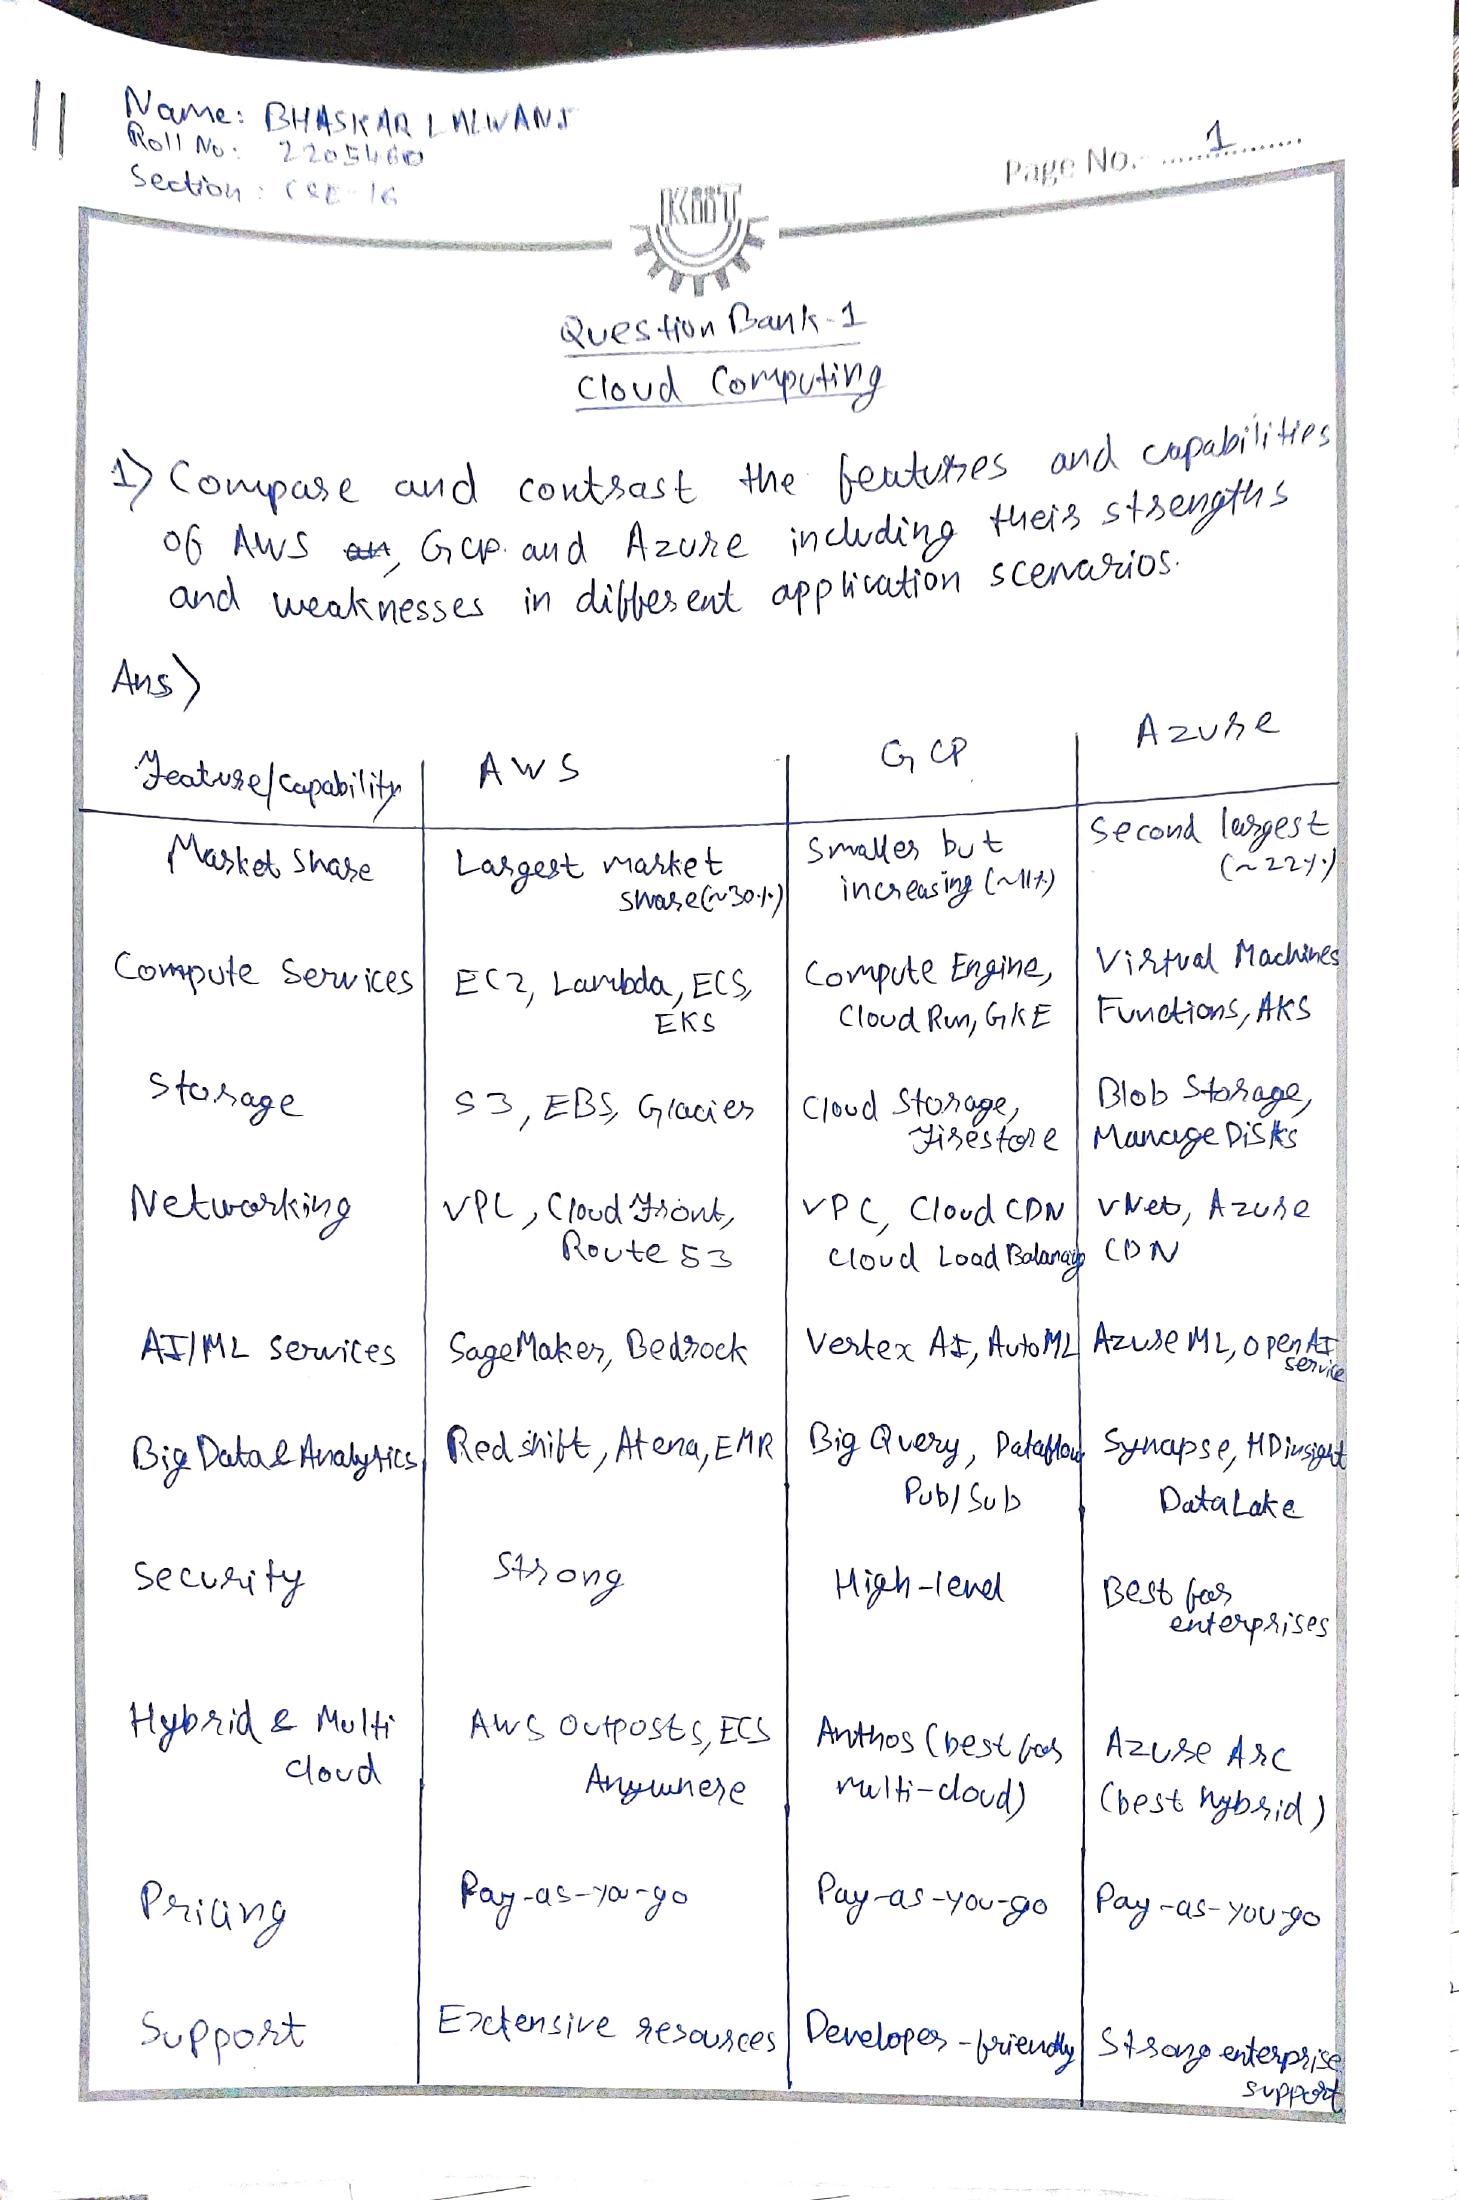 Name: BHASKAR LALWANI
Roll No: 2205460
Section: CSE-16
Page No. 1
KIIT
Question Bank-1
Cloud Computing
1) Compare and contrast the features and capabilities
of AWS, GCP and Azure including their strengths
and weaknesses in different application scenarios.
Ans)
Feature/Capability AWS GCP Azure
Market Share Largest market Smaller but Second largest
share(~30%) increasing (~11%) (~22%)
Compute Services EC2, Lambda, ECS, Compute Engine, Virtual Machines
EKS Cloud Run, GKE Functions, AKS
Storage S3, EBS, Glacier Cloud Storage, Blob Storage,
Firestore Manage Disks
Networking VPC, Cloud Front, VPC, Cloud CDN VNet, Azure
Route 53 Cloud Load Balancing CDN
AI/ML services SageMaker, Bedrock Vertex AI, AutoML Azure ML, OpenAI
service
Big Data & Analytics Redshift, Atena, EMR Big Query, Dataflow Synapse, HDinsight
Pub/Sub DataLake
Security Strong High-level Best for
enterprises
Hybrid & Multi AWS Outposts, ECS Anthos (best for Azure Arc
cloud Anywhere multi-cloud) (best hybrid)
Pricing Pay-as-you-go Pay-as-you-go Pay-as-you-go
Support Extensive resources Developer-friendly Strong enterprise
support